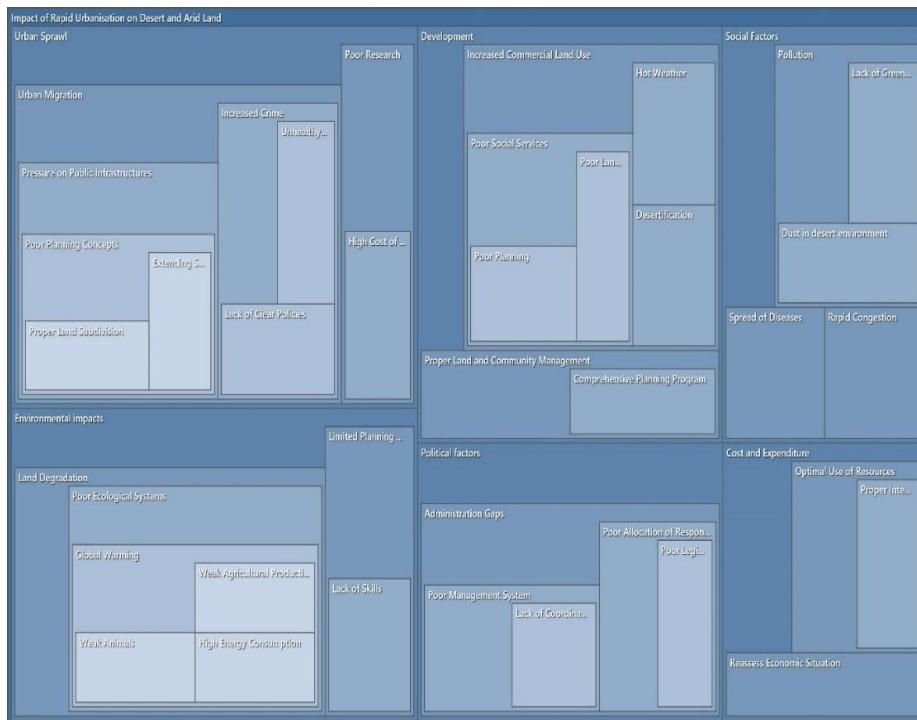 Impact of Rapid Urbanisation on Desert and Arid Land
Urban Sprawl
Poor Research
Urban Migration
Increased Crime
Unhealthy...
Pressure on Public Infrastructures
Poor Planning Concepts
Extending S...
High Cost of ...
Lack of Clear Policies
Proper Land Subdivision
Environmental impacts
Limited Planning ...
Land Degradation
Poor Ecological Systems
Global Warming
Weak Agricultural Producti...
Lack of Skills
Weak Animals
High Energy Consumption
Development
Increased Commercial Land Use
Hot Weather
Poor Social Services
Poor Lan...
Desertification
Poor Planning
Proper Land and Community Management
Comprehensive Planning Program
Political factors
Administration Gaps
Poor Allocation of Respon...
Poor Legi...
Poor Management System
Lack of Coordina...
Social Factors
Pollution
Lack of Green...
Dust in desert environment
Spread of Diseases
Rapid Congestion
Cost and Expenditure
Optimal Use of Resources
Proper Inte...
Reassess Economic Situation